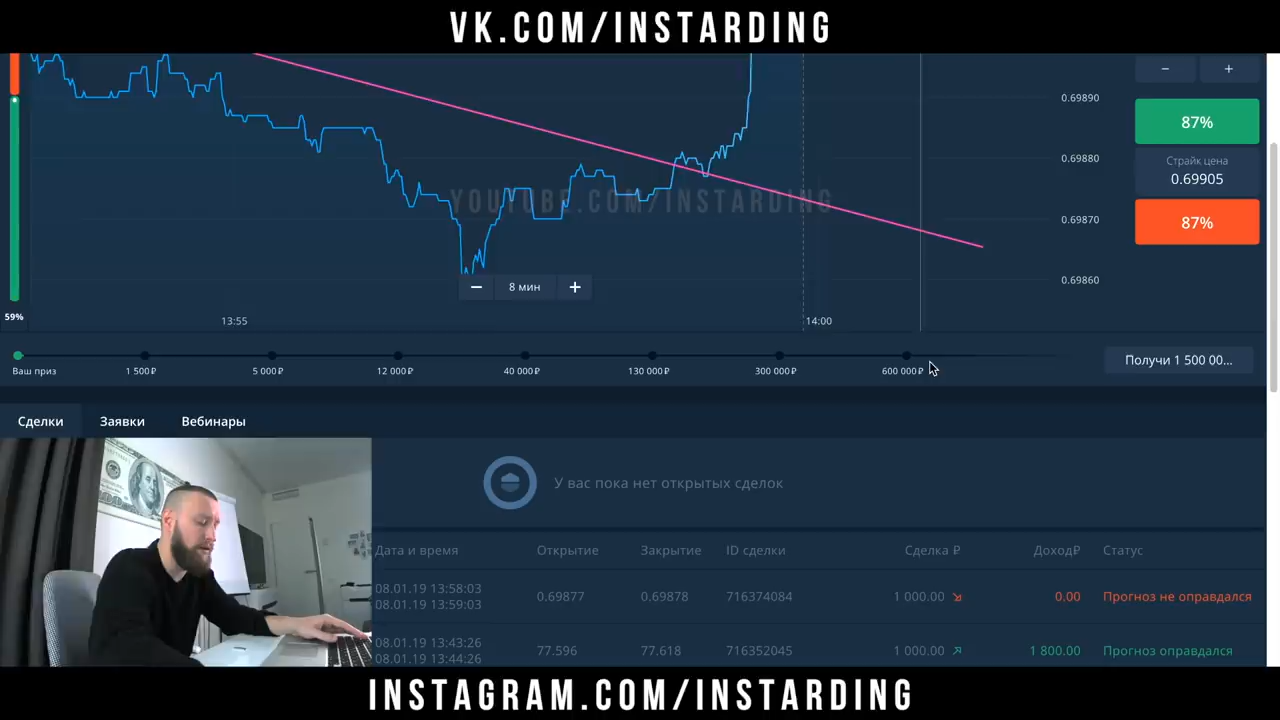 VK.COM/INSTARDING
− +
0.69890
87%
0.69880
Страйк цена
0.69905
YOUTUBE.COM/INSTARDING
0.69870
87%
0.69860
− 8 мин +
59%
13:55
14:00
Ваш приз
1 500 ₽
5 000 ₽
12 000 ₽
40 000 ₽
130 000 ₽
300 000 ₽
600 000 ₽
Получи 1 500 00...
Сделки Заявки Вебинары
У вас пока нет открытых сделок
Дата и время Открытие Закрытие ID сделки Сделка ₽ Доход₽ Статус
08.01.19 13:58:03
08.01.19 13:59:03
0.69877 0.69878 716374084 1 000.00 0.00 Прогноз не оправдался
08.01.19 13:43:26
08.01.19 13:44:26
77.596 77.618 716352045 1 000.00 1 800.00 Прогноз оправдался
INSTAGRAM.COM/INSTARDING